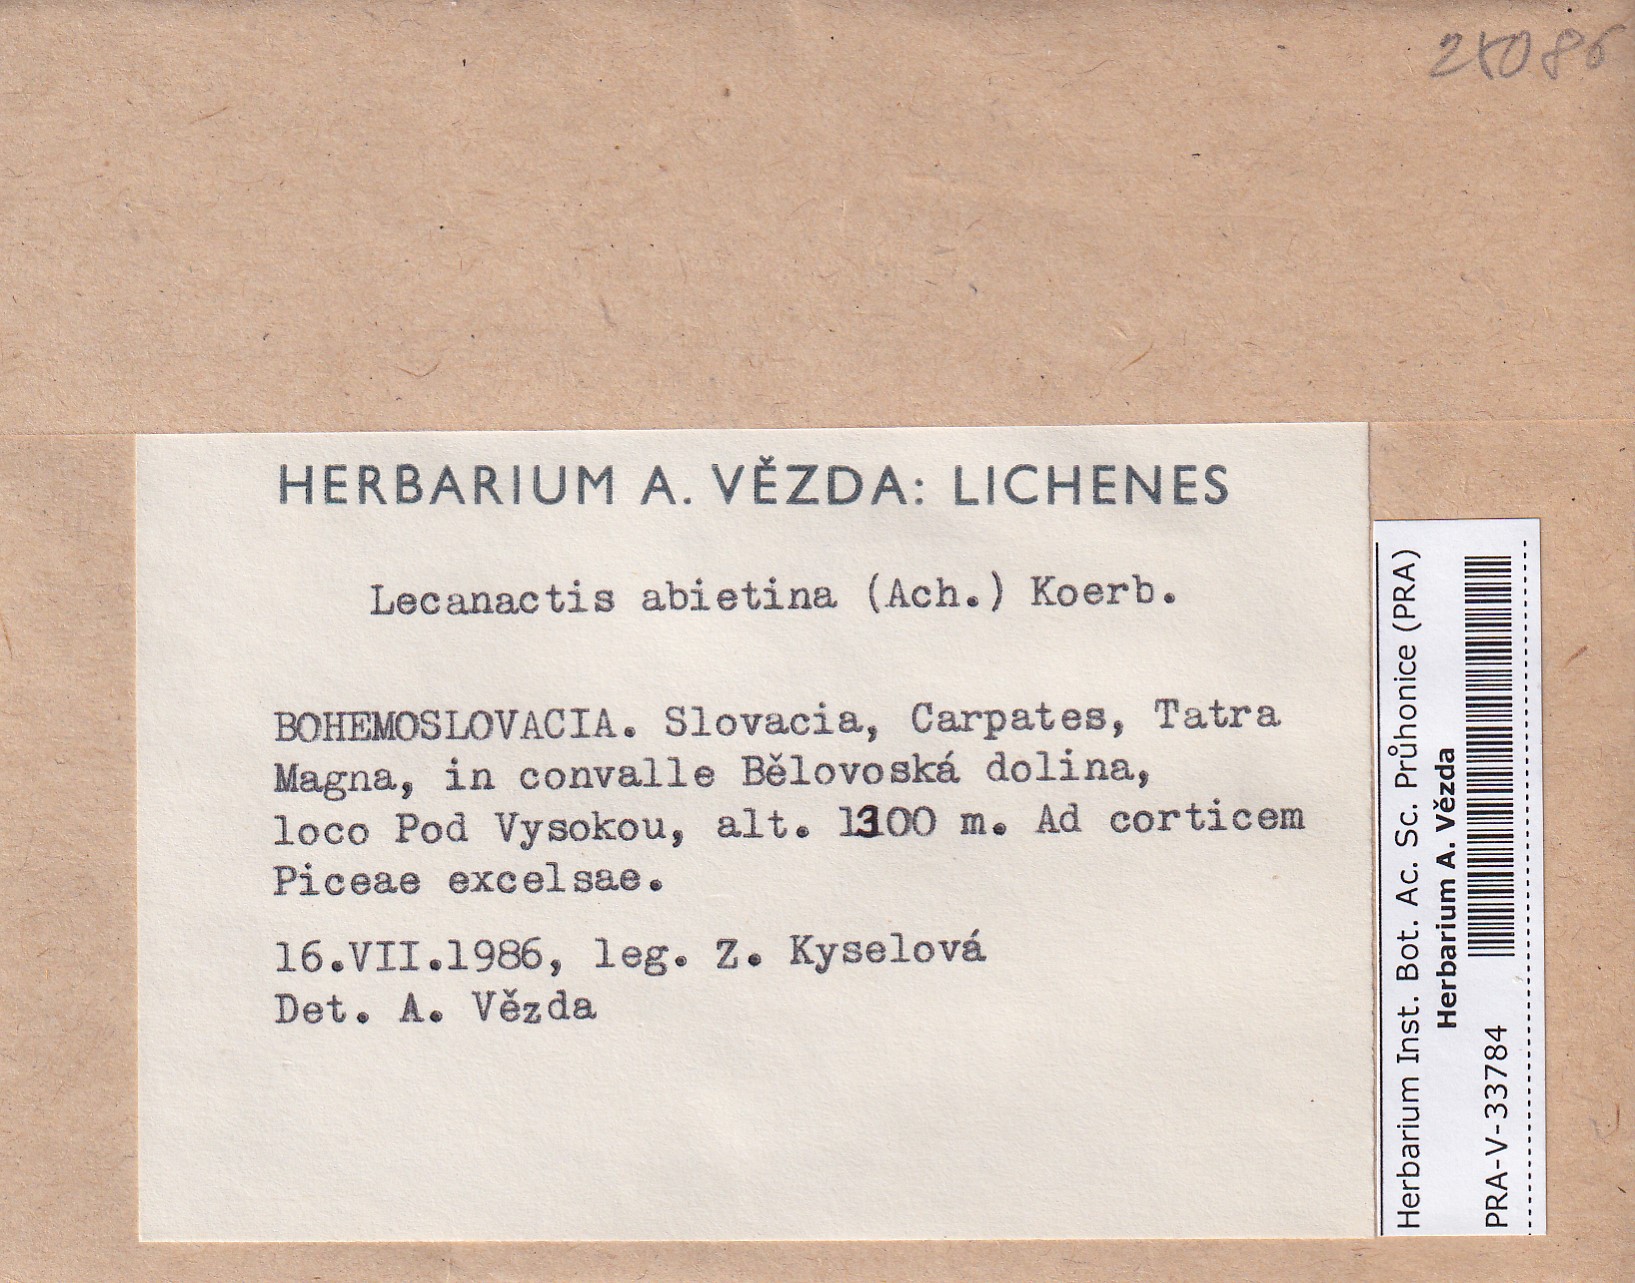 HERBARIUM A. VĚZDA: LICHENES
Lecanactis abietina (Ach.) Koerb.
BOHEMOSLOVACIA. Slovacia, Carpates, Tatra
Magna, in convalle Bělovoská dolina,
loco Pod Vysokou, alt. 1300 m. Ad corticem
Piceae excelsae.
16.VII.1986, leg. Z. Kyselová
Det. A. Vězda
Herbarium Inst. Bot. Ac. Sc. Průhonice (PRA)
Herbarium A. Vězda
PRA-V-33784